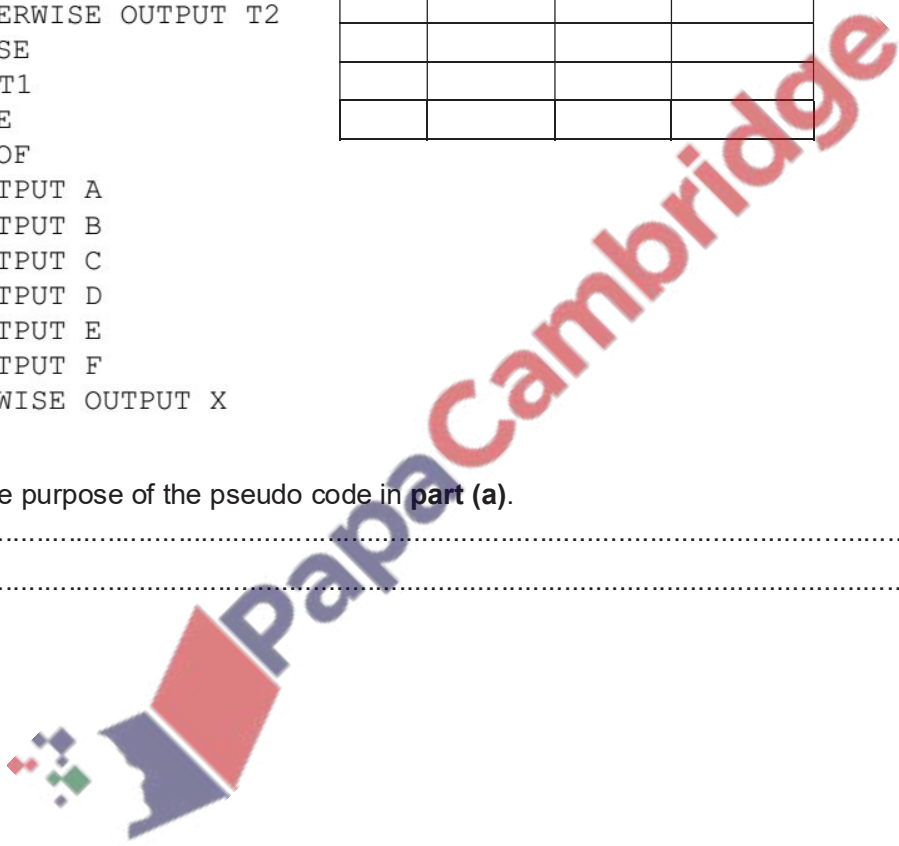 ERWISE OUTPUT T2
SE
T1
E
OF
TPUT A
TPUT B
TPUT C
TPUT D
TPUT E
TPUT F
WISE OUTPUT X
e purpose of the pseudo code in part (a).
PapaCambridge